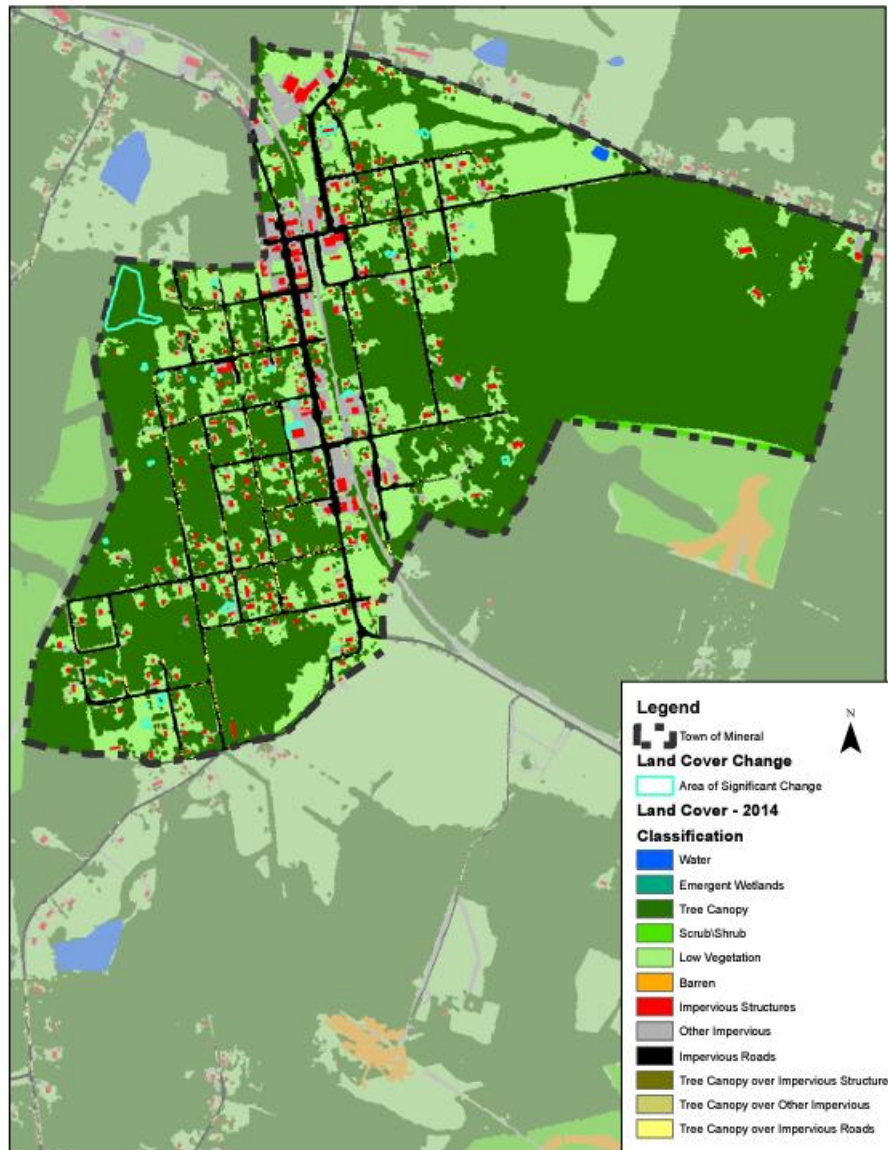 Legend
N
Town of Mineral
Land Cover Change
Area of Significant Change
Land Cover - 2014
Classification
Water
Emergent Wetlands
Tree Canopy
Scrub\Shrub
Low Vegetation
Barren
Impervious Structures
Other Impervious
Impervious Roads
Tree Canopy over Impervious Structure
Tree Canopy over Other Impervious
Tree Canopy over Impervious Roads